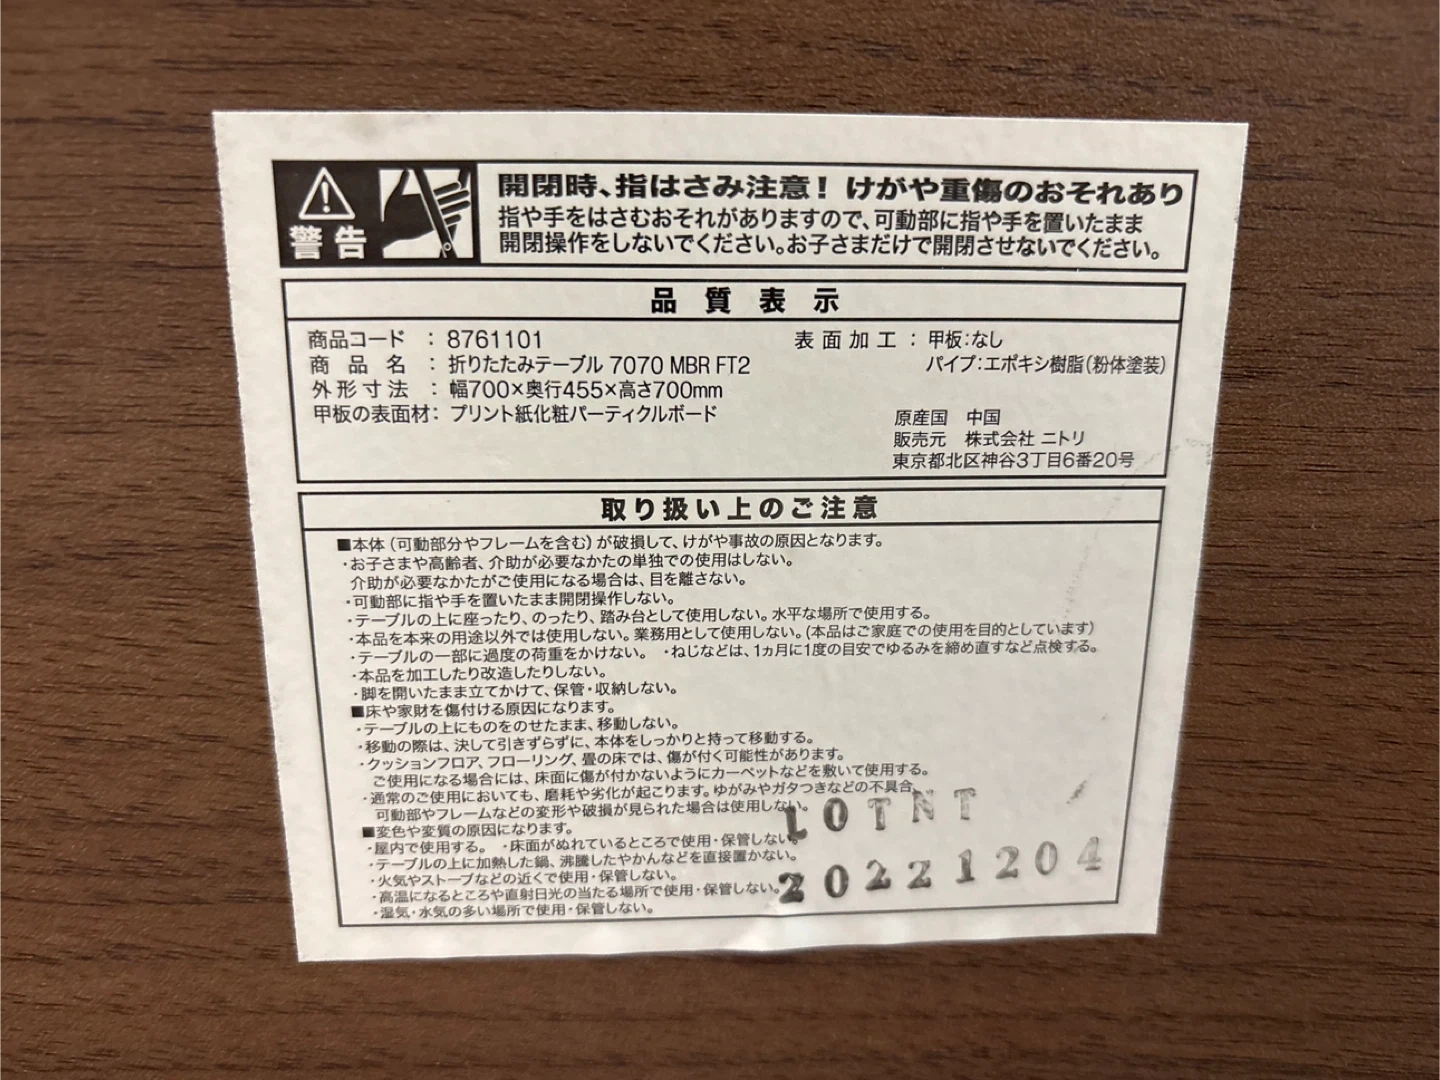 警告
開閉時、指はさみ注意！ けがや重傷のおそれあり
指や手をはさむおそれがありますので、可動部に指や手を置いたまま
開閉操作をしないでください。お子さまだけで開閉させないでください。
品質表示
商品コード : 8761101
商品名 : 折りたたみテーブル 7070 MBR FT2
外形寸法 : 幅700×奥行455×高さ700mm
甲板の表面材: プリント紙化粧パーティクルボード
表面加工 : 甲板:なし
パイプ:エポキシ樹脂(粉体塗装)
原産国 中国
販売元 株式会社 ニトリ
東京都北区神谷3丁目6番20号
取り扱い上のご注意
■本体（可動部分やフレームを含む）が破損して、けがや事故の原因となります。
・お子さまや高齢者、介助が必要なかたの単独での使用はしない。
介助が必要なかたがご使用になる場合は、目を離さない。
・可動部に指や手を置いたまま開閉操作しない。
・テーブルの上に座ったり、のったり、踏み台として使用しない。水平な場所で使用する。
・本品を本来の用途以外では使用しない。業務用として使用しない。(本品はご家庭での使用を目的としています)
・テーブルの一部に過度の荷重をかけない。 ・ねじなどは、1ヵ月に1度の目安でゆるみを締め直すなど点検する。
・本品を加工したり改造したりしない。
・脚を開いたまま立てかけて、保管・収納しない。
■床や家財を傷付ける原因になります。
・テーブルの上にものをのせたまま、移動しない。
・移動の際は、決して引きずらずに、本体をしっかりと持って移動する。
・クッションフロア、フローリング、畳の床では、傷が付く可能性があります。
ご使用になる場合には、床面に傷が付かないようにカーペットなどを敷いて使用する。
・通常のご使用においても、磨耗や劣化が起こります。ゆがみやガタつきなどの不具合、
可動部やフレームなどの変形や破損が見られた場合は使用しない。
■変色や変質の原因になります。
・屋内で使用する。 ・床面がぬれているところで使用・保管しない。
・テーブルの上に加熱した鍋、沸騰したやかんなどを直接置かない。
・火気やストーブなどの近くで使用・保管しない。
・高温になるところや直射日光の当たる場所で使用・保管しない。
・湿気・水気の多い場所で使用・保管しない。
LOTNT
20221204